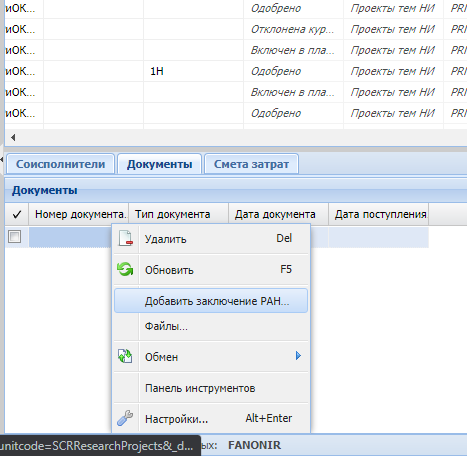 иОК... Одобрено Проекты тем НИ PRI
иОК... Отклонена кур... Проекты тем НИ PRI
иОК... Включен в пла... Проекты тем НИ PRI
иОК... 1Н Одобрено Проекты тем НИ PRI
иОК... Включен в пла... Проекты тем НИ PRI
иОК... Одобрено Проекты тем НИ PRI
Соисполнители Документы Смета затрат
Документы
Номер документа. Тип документа Дата документа Дата поступления.
Удалить Del
Обновить F5
Добавить заключение РАН...
Файлы...
Обмен
Панель инструментов
Настройки... Alt+Enter
unitcode=SCRResearchProjects&_d... ных: FANONIR